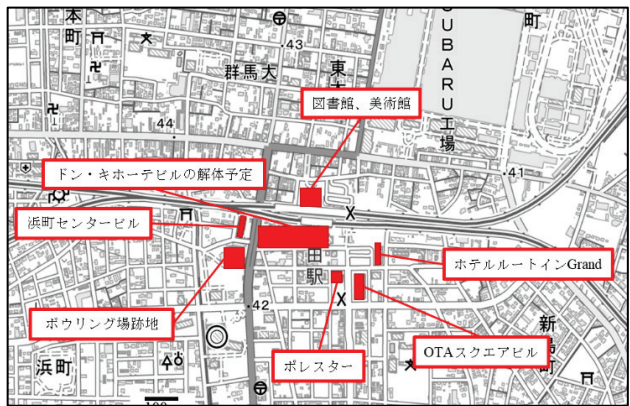 本町
町
・43
群馬大
東
SUBARU工場
図書館、美術館
44
ドン・キホーテビルの解体予定
・41
浜町センタービル
田駅
ホテルルートインGrand
ボウリング場跡地
・42
ポレスター
OTAスクエアビル
新島町
浜町
100